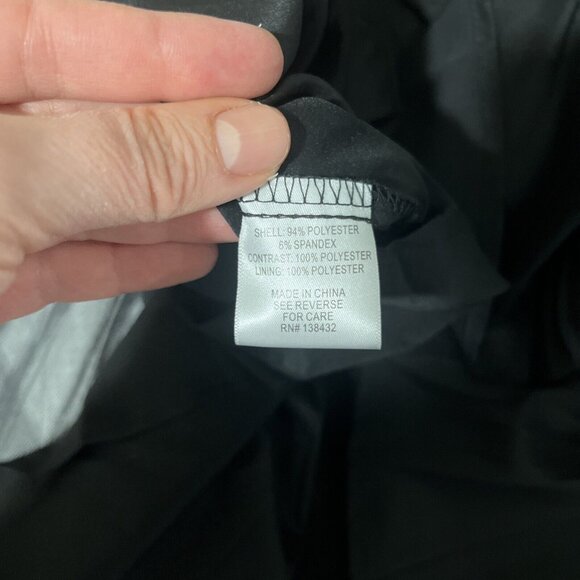 SHELL: 94% POLYESTER
6% SPANDEX
CONTRAST: 100% POLYESTER
LINING: 100% POLYESTER
MADE IN CHINA
SEE REVERSE
FOR CARE
RN# 138432